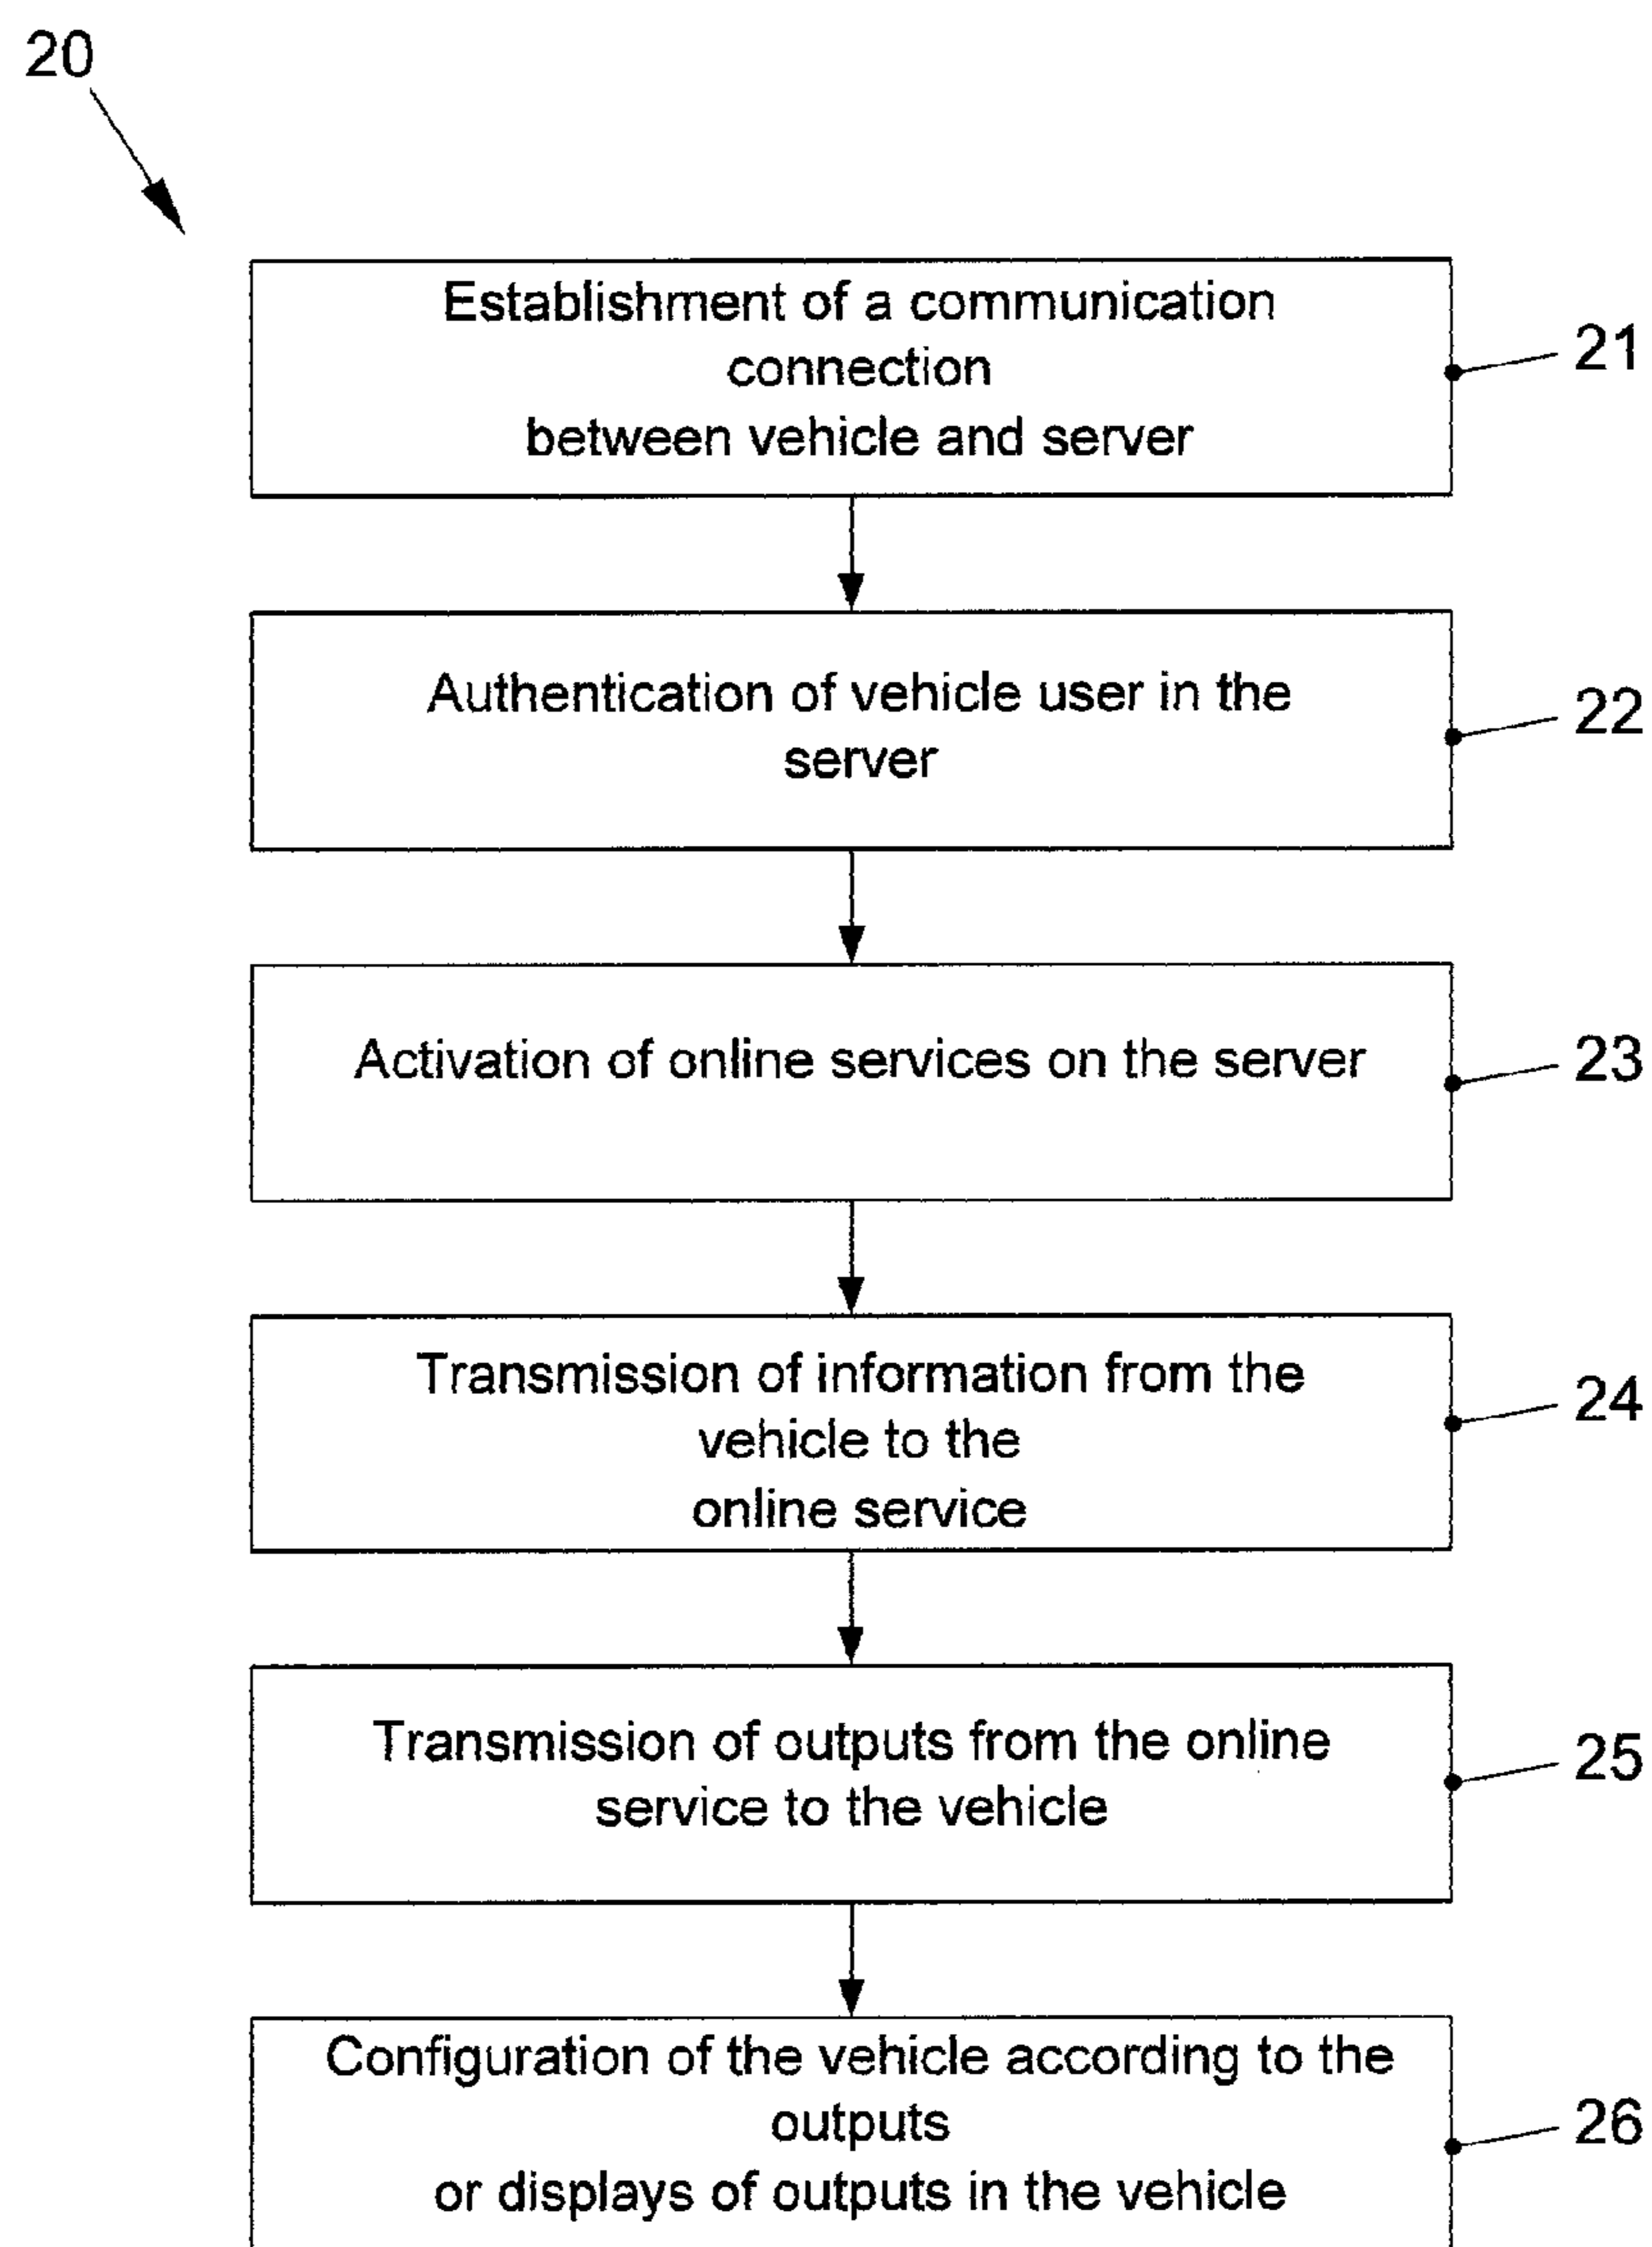 20
Establishment of a communication
connection
between vehicle and server
21
Authentication of vehicle user in the
server
22
Activation of online services on the server
23
Transmission of information from the
vehicle to the
online service
24
Transmission of outputs from the online
service to the vehicle
25
Configuration of the vehicle according to the
outputs
or displays of outputs in the vehicle
26